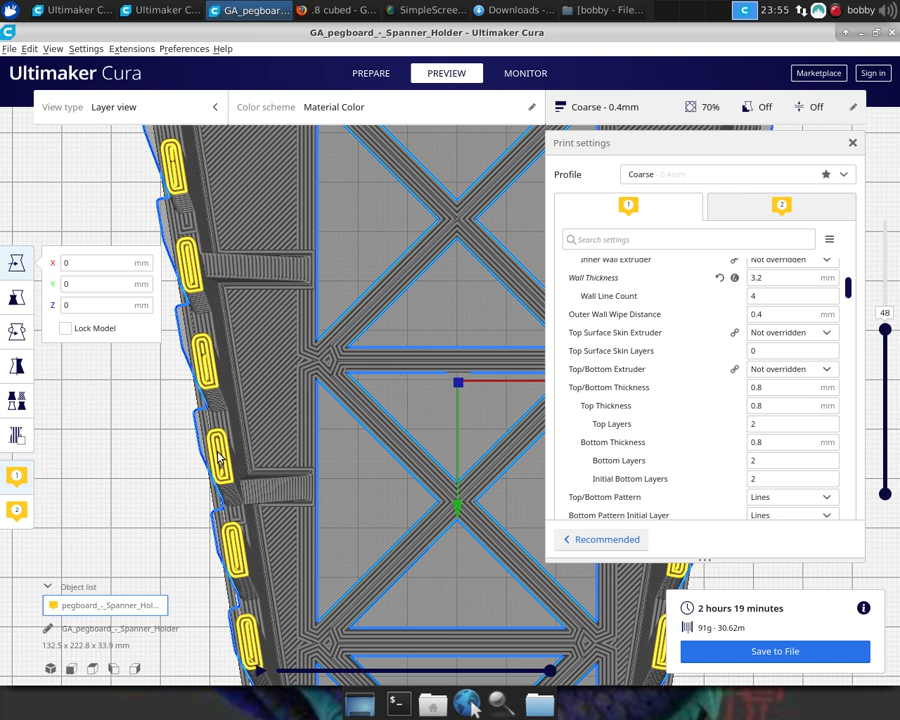 Ultimaker C...
Ultimaker C...
GA_pegboard...
.8 cubed - G...
SimpleScree...
Downloads -...
[bobby - File...
23:55
bobby
GA_pegboard_-_Spanner_Holder - Ultimaker Cura
File Edit View Settings Extensions Preferences Help
Ultimaker Cura
PREPARE
PREVIEW
MONITOR
Marketplace
Sign in
View type Layer view
Color scheme Material Color
Coarse - 0.4mm
70%
Off
Off
Print settings
Profile
Coarse 0.4mm
1
2
Search settings
Inner Wall Extruder Not overridden
Wall Thickness 3.2 mm
Wall Line Count 4
Outer Wall Wipe Distance 0.4 mm
Top Surface Skin Extruder Not overridden
Top Surface Skin Layers 0
Top/Bottom Extruder Not overridden
Top/Bottom Thickness 0.8 mm
Top Thickness 0.8 mm
Top Layers 2
Bottom Thickness 0.8 mm
Bottom Layers 2
Initial Bottom Layers 2
Top/Bottom Pattern Lines
Bottom Pattern Initial Layer Lines
Recommended
X 0 mm
Y 0 mm
Z 0 mm
Lock Model
1
2
48
Object list
pegboard_-_Spanner_Hol...
GA_pegboard_-_Spanner_Holder
132.5 x 222.8 x 33.9 mm
2 hours 19 minutes
91g · 30.62m
Save to File